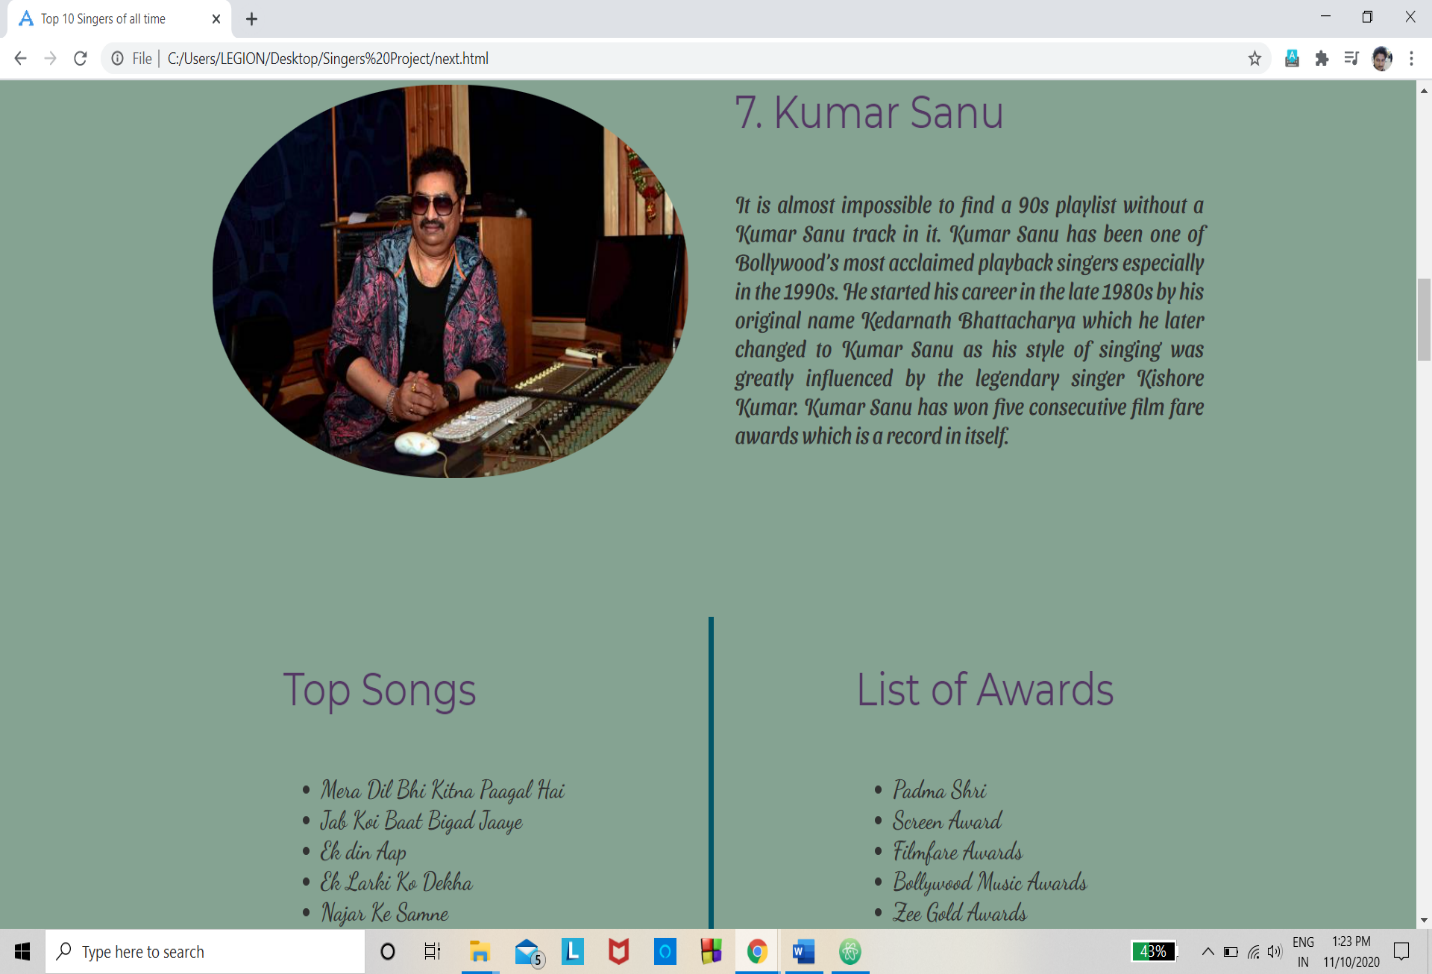 Top 10 Singers of all time
File | C:/Users/LEGION/Desktop/Singers%20Project/next.html
7. Kumar Sanu
It is almost impossible to find a 90s playlist without a
Kumar Sanu track in it. Kumar Sanu has been one of
Bollywood's most acclaimed playback singers especially
in the 1990s. He started his career in the late 1980s by his
original name Kedarnath Bhattacharya which he later
changed to Kumar Sanu as his style of singing was
greatly influenced by the legendary singer Kishore
Kumar. Kumar Sanu has won five consecutive film fare
awards which is a record in itself.
Top Songs
Mera Dil Bhi Kitna Paagal Hai
Jab Koi Baat Bigad Jaaye
Ek din Aap
Ek Larki Ko Dekha
Najar Ke Samne
List of Awards
Padma Shri
Screen Award
Filmfare Awards
Bollywood Music Awards
Zee Gold Awards
Type here to search
5
L
W
43%
ENG
IN
1:23 PM
11/10/2020